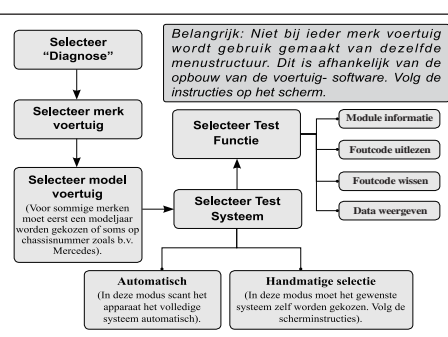 Selecteer
“Diagnose”
Belangrijk: Niet bij ieder merk voertuig
wordt gebruik gemaakt van dezelfde
menustructuur. Dit is afhankelijk van de
opbouw van de voertuig- software. Volg de
instructies op het scherm.
Selecteer merk
voertuig
Selecteer model
voertuig
(Voor sommige merken
moet eerst een modeljaar
worden gekozen of soms op
chassisnummer zoals b.v.
Mercedes).
Selecteer Test
Functie
Module informatie
Foutcode uitlezen
Foutcode wissen
Data weergeven
Selecteer Test
Systeem
Automatisch
(In deze modus scant het
apparaat het volledige
systeem automatisch).
Handmatige selectie
(In deze modus moet het gewenste
systeem zelf worden gekozen. Volg de
scherminstructies).